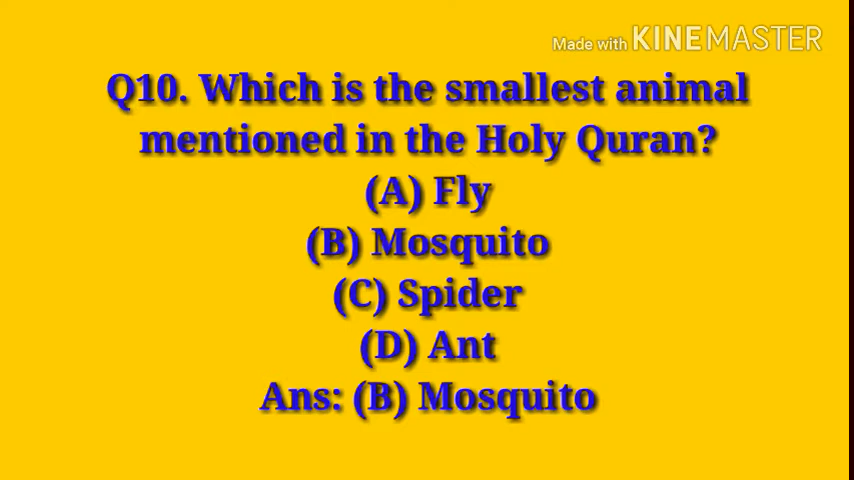 Made with KINEMASTER
Q10. Which is the smallest animal
mentioned in the Holy Quran?
(A) Fly
(B) Mosquito
(C) Spider
(D) Ant
Ans: (B) Mosquito